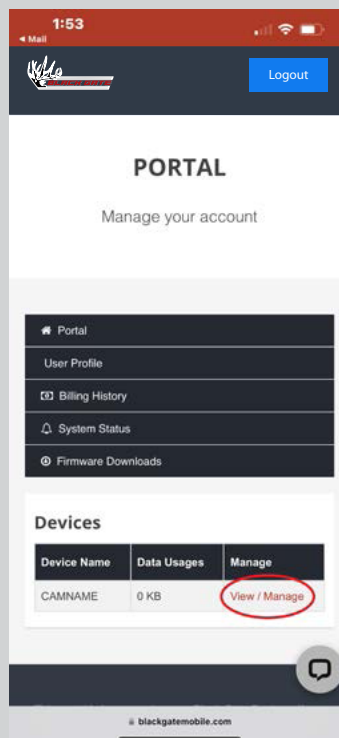 1:53
Mail
Logout
PORTAL
Manage your account
Portal
User Profile
Billing History
System Status
Firmware Downloads
Devices
Device Name Data Usages Manage
CAMNAME 0 KB View / Manage
blackgatemobile.com